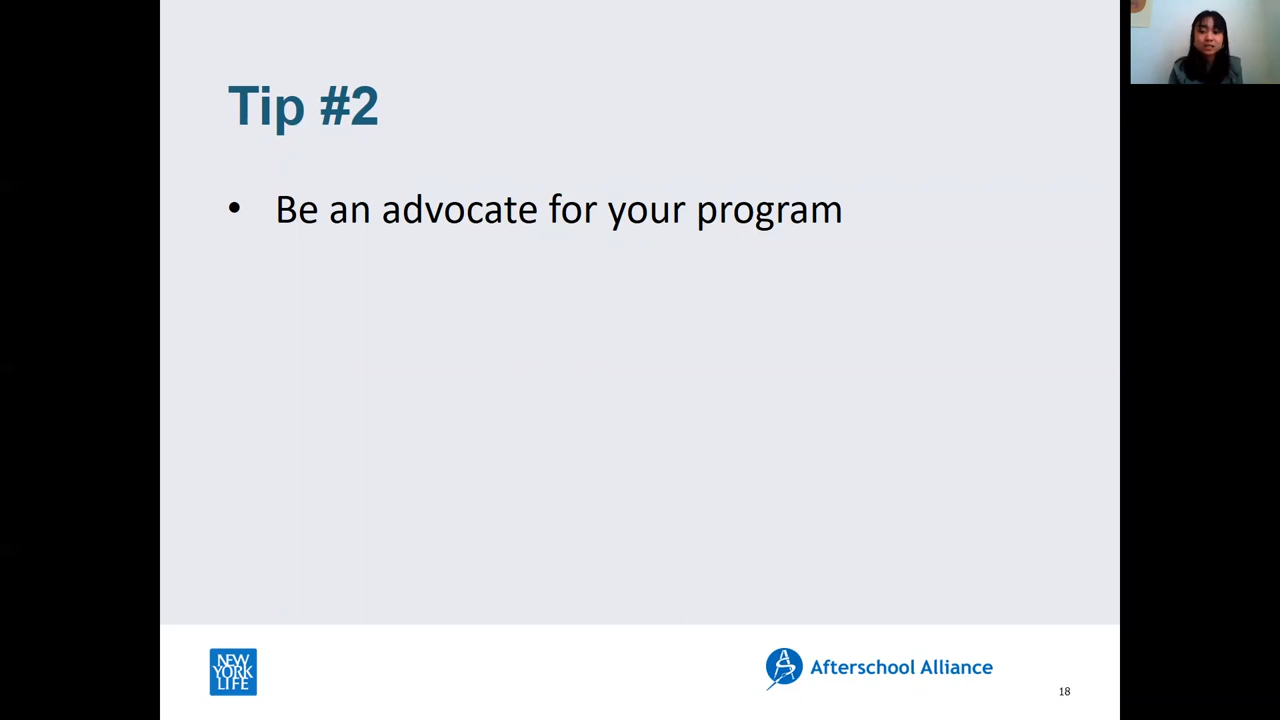 Tip #2
• Be an advocate for your program
NEW
YORK
LIFE
Afterschool Alliance
18